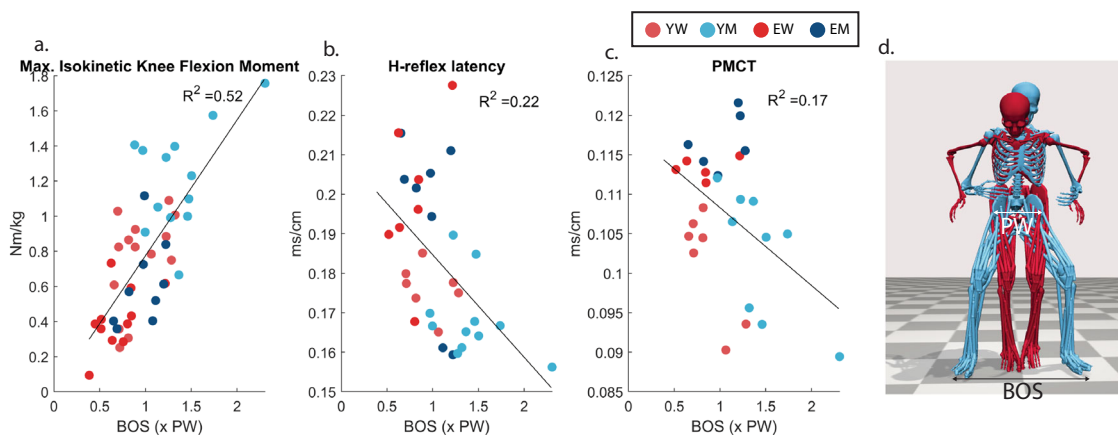 YW YM EW EM
a. b. c. d.
Max. Isokinetic Knee Flexion Moment
1.8
1.6
1.4
1.2
1
0.8
0.6
0.4
0.2
0
Nm/kg
R² =0.52
0.5 1 1.5 2
BOS (x PW)
H-reflex latency
0.23
0.22
0.21
0.2
0.19
0.18
0.17
0.16
0.15
ms/cm
R² =0.22
0.5 1 1.5 2
BOS (x PW)
PMCT
0.125
0.12
0.115
0.11
0.105
0.1
0.095
0.09
0.085
ms/cm
R² =0.17
0.5 1 1.5 2
BOS (x PW)
PW
BOS